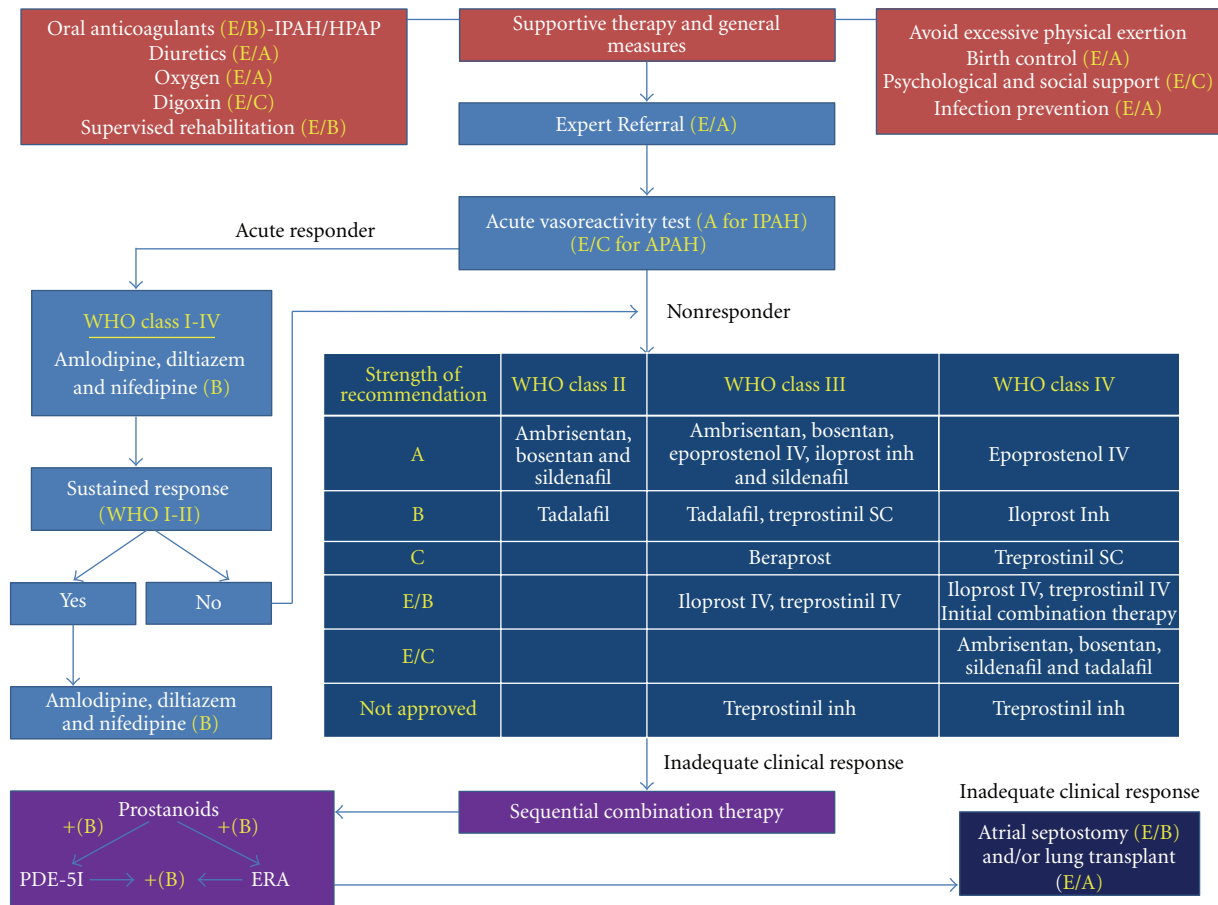 Oral anticoagulants (E/B)-IPAH/HPAP
Diuretics (E/A)
Oxygen (E/A)
Digoxin (E/C)
Supervised rehabilitation (E/B)
Supportive therapy and general
measures
Avoid excessive physical exertion
Birth control (E/A)
Psychological and social support (E/C)
Infection prevention (E/A)
Expert Referral (E/A)
Acute vasoreactivity test (A for IPAH)
(E/C for APAH)
Acute responder
WHO class I-IV
Amlodipine, diltiazem
and nifedipine (B)
Nonresponder
Sustained response
(WHO I-II)
Yes
No
Amlodipine, diltiazem
and nifedipine (B)
Strength of
recommendation
WHO class II
WHO class III
WHO class IV
A
Ambrisentan,
bosentan and
sildenafil
Ambrisentan, bosentan,
epoprostenol IV, iloprost inh
and sildenafil
Epoprostenol IV
B
Tadalafil
Tadalafil, treprostinil SC
Iloprost Inh
C
Beraprost
Treprostinil SC
E/B
Iloprost IV, treprostinil IV
Iloprost IV, treprostinil IV
Initial combination therapy
E/C
Ambrisentan, bosentan,
sildenafil and tadalafil
Not approved
Treprostinil inh
Treprostinil inh
Inadequate clinical response
Sequential combination therapy
Prostanoids
+(B) +(B)
PDE-5I +(B) ERA
Inadequate clinical response
Atrial septostomy (E/B)
and/or lung transplant
(E/A)